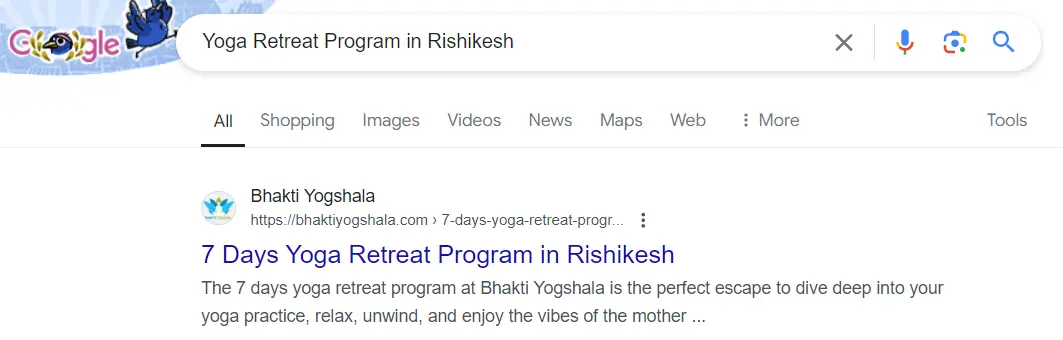 Google
Yoga Retreat Program in Rishikesh
All Shopping Images Videos News Maps Web More Tools
Bhakti Yogshala
https://bhaktiyogshala.com › 7-days-yoga-retreat-progr...
7 Days Yoga Retreat Program in Rishikesh
The 7 days yoga retreat program at Bhakti Yogshala is the perfect escape to dive deep into your
yoga practice, relax, unwind, and enjoy the vibes of the mother ...